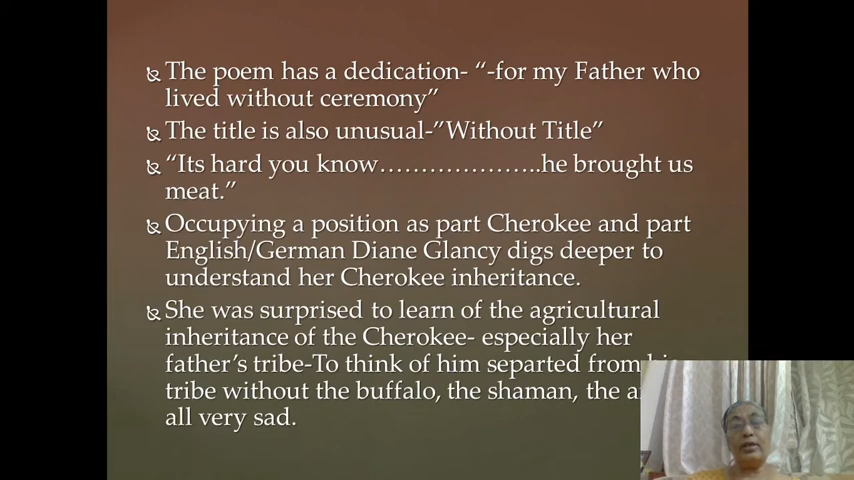 The poem has a dedication- “-for my Father who
lived without ceremony”
The title is also unusual-”Without Title”
“Its hard you know………………..he brought us
meat.”
Occupying a position as part Cherokee and part
English/German Diane Glancy digs deeper to
understand her Cherokee inheritance.
She was surprised to learn of the agricultural
inheritance of the Cherokee- especially her
father’s tribe-To think of him separted from
tribe without the buffalo, the shaman, the
all very sad.